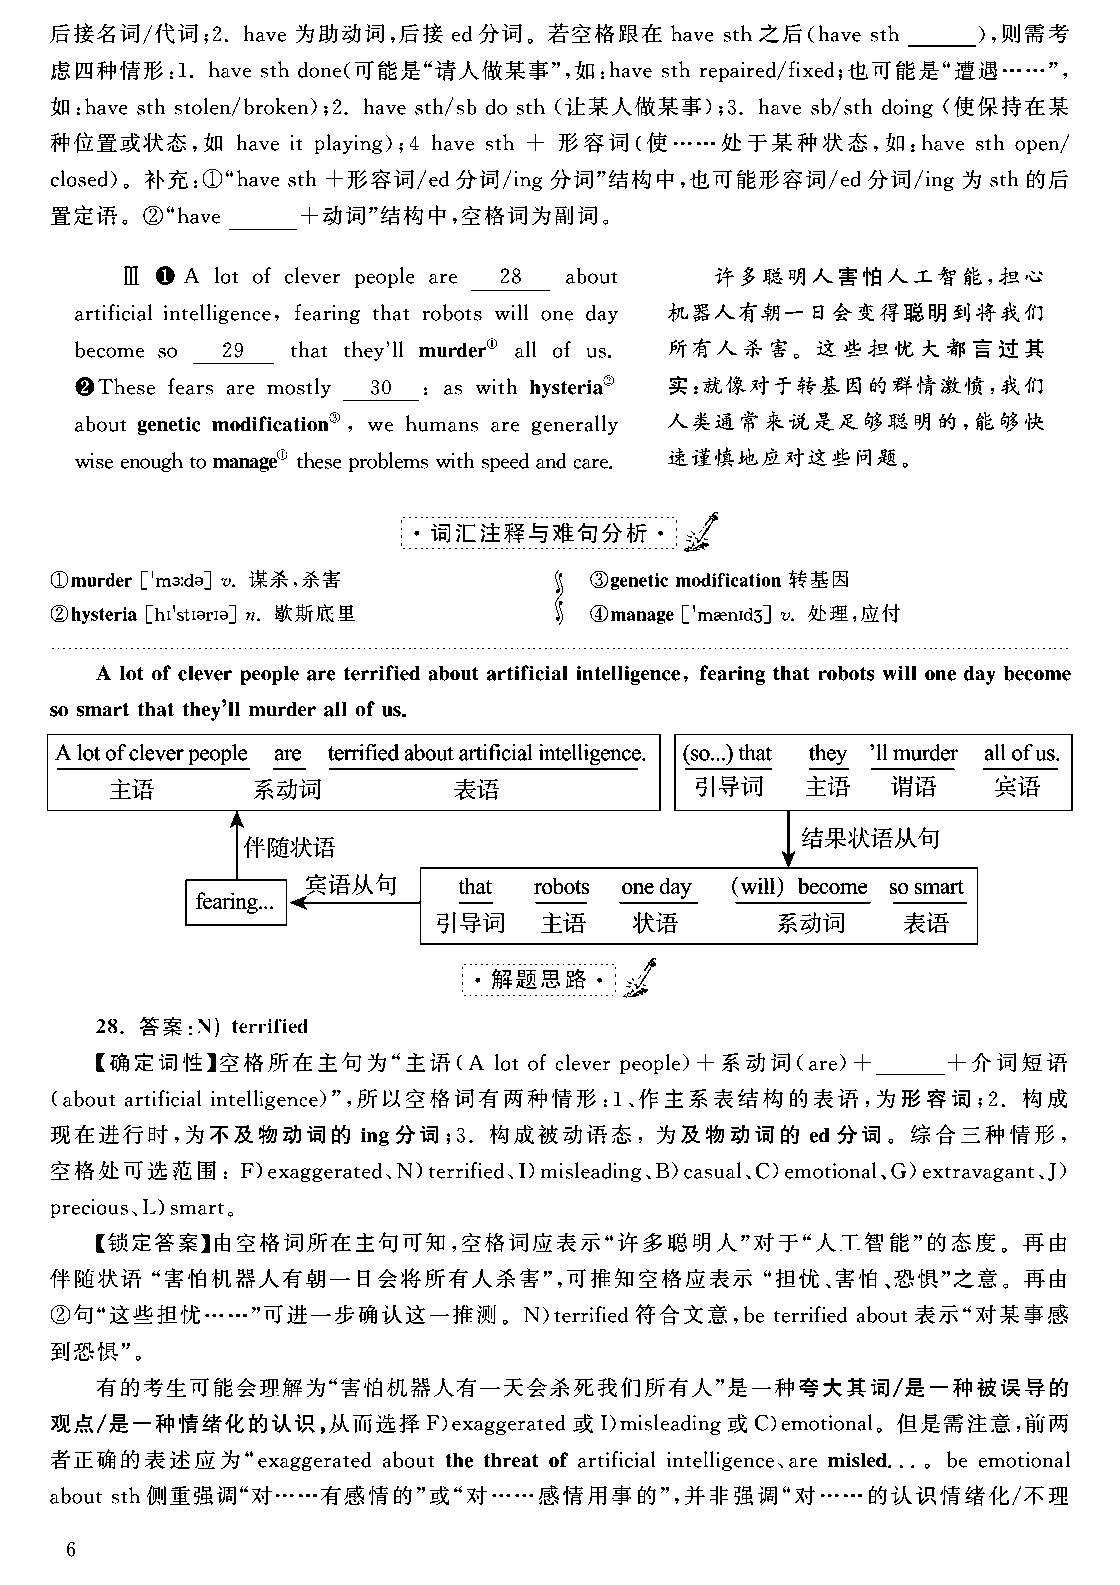 后接名词/代词;2. have 为助动词,后接 ed 分词。若空格跟在 have sth 之后(have sth ______),则需考
虑四种情形:1. have sth done(可能是“请人做某事”,如:have sth repaired/fixed;也可能是“遭遇……”,
如:have sth stolen/broken);2. have sth/sb do sth (让某人做某事);3. have sb/sth doing (使保持在某
种位置或状态,如 have it playing);4 have sth + 形容词(使……处于某种状态,如:have sth open/
closed)。补充:①“have sth +形容词/ed 分词/ing 分词”结构中,也可能形容词/ed 分词/ing 为 sth 的后
置定语。②“have ______+动词”结构中,空格词为副词。
Ⅲ ❶ A lot of clever people are 28 about
artificial intelligence, fearing that robots will one day
become so 29 that they'll murder① all of us.
❷These fears are mostly 30 : as with hysteria②
about genetic modification③, we humans are generally
wise enough to manage① these problems with speed and care.
许多聪明人害怕人工智能,担心
机器人有朝一日会变得聪明到将我们
所有人杀害。这些担忧大都言过其
实:就像对于转基因的群情激愤,我们
人类通常来说是足够聪明的,能够快
速谨慎地应对这些问题。
·词汇注释与难句分析·
①murder [ˈmɜːdə] v. 谋杀,杀害
②hysteria [hɪˈstɪərɪə] n. 歇斯底里
③genetic modification 转基因
④manage [ˈmænɪdʒ] v. 处理,应付
A lot of clever people are terrified about artificial intelligence, fearing that robots will one day become
so smart that they'll murder all of us.
A lot of clever people are terrified about artificial intelligence.
主语 系动词 表语
(so...) that they 'll murder all of us.
引导词 主语 谓语 宾语
伴随状语
结果状语从句
fearing...
宾语从句
that robots one day (will) become so smart
引导词 主语 状语 系动词 表语
·解题思路·
28. 答案:N) terrified
【确定词性】空格所在主句为“主语(A lot of clever people)+系动词(are)+______+介词短语
(about artificial intelligence)”,所以空格词有两种情形:1、作主系表结构的表语,为形容词;2. 构成
现在进行时,为不及物动词的 ing 分词;3. 构成被动语态,为及物动词的 ed 分词。综合三种情形,
空格处可选范围: F)exaggerated、N)terrified、I)misleading、B)casual、C)emotional、G)extravagant、J)
precious、L)smart。
【锁定答案】由空格词所在主句可知,空格词应表示“许多聪明人”对于“人工智能”的态度。再由
伴随状语 “害怕机器人有朝一日会将所有人杀害”,可推知空格应表示 “担忧、害怕、恐惧”之意。再由
②句“这些担忧……”可进一步确认这一推测。N)terrified 符合文意,be terrified about 表示“对某事感
到恐惧”。
有的考生可能会理解为“害怕机器人有一天会杀死我们所有人”是一种夸大其词/是一种被误导的
观点/是一种情绪化的认识,从而选择 F)exaggerated 或 I)misleading 或 C)emotional。但是需注意,前两
者正确的表述应为“exaggerated about the threat of artificial intelligence、are misled...。be emotional
about sth 侧重强调“对……有感情的”或“对……感情用事的”,并非强调“对……的认识情绪化/不理
6